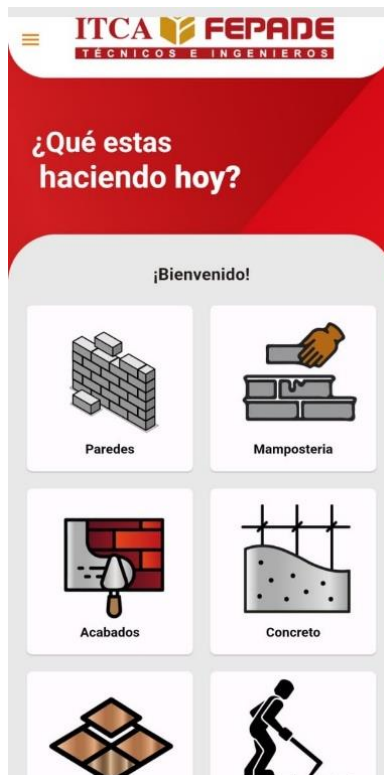 ITCA FEPADE
TÉCNICOS E INGENIEROS
¿Qué estas
haciendo hoy?
¡Bienvenido!
Paredes
Mamposteria
Acabados
Concreto